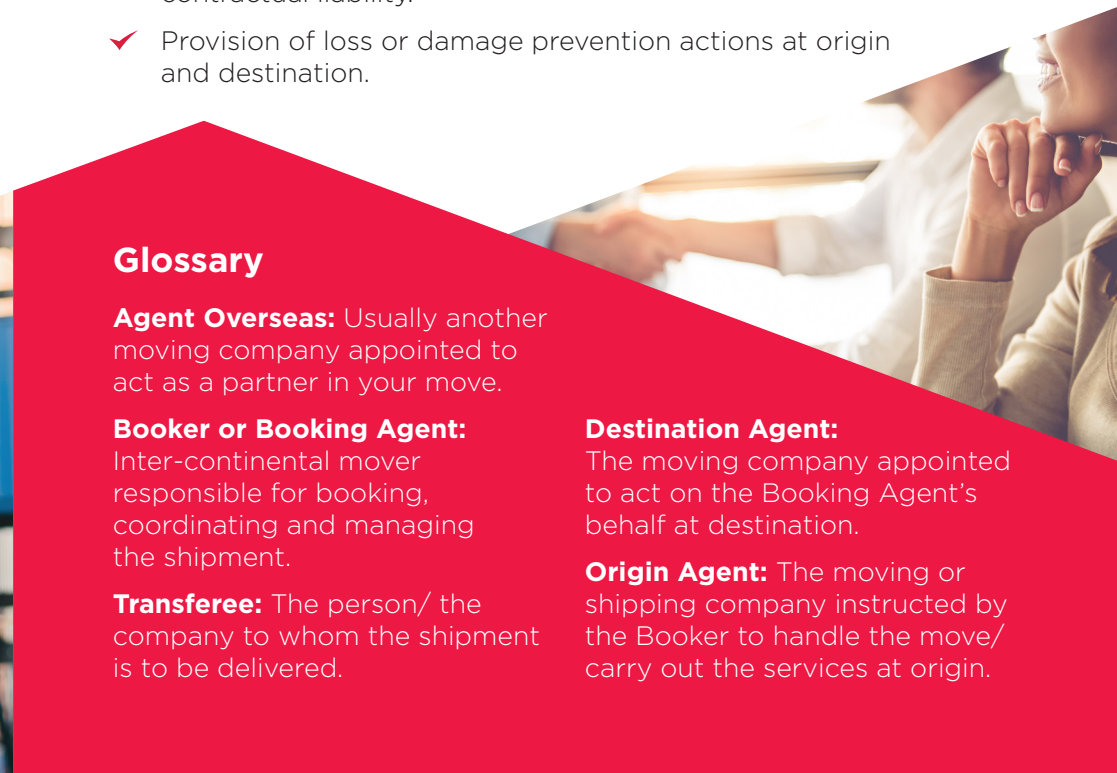 contractual liability.
Provision of loss or damage prevention actions at origin
and destination.
Glossary
Agent Overseas: Usually another
moving company appointed to
act as a partner in your move.
Booker or Booking Agent:
Inter-continental mover
responsible for booking,
coordinating and managing
the shipment.
Transferee: The person/ the
company to whom the shipment
is to be delivered.
Destination Agent:
The moving company appointed
to act on the Booking Agent's
behalf at destination.
Origin Agent: The moving or
shipping company instructed by
the Booker to handle the move/
carry out the services at origin.